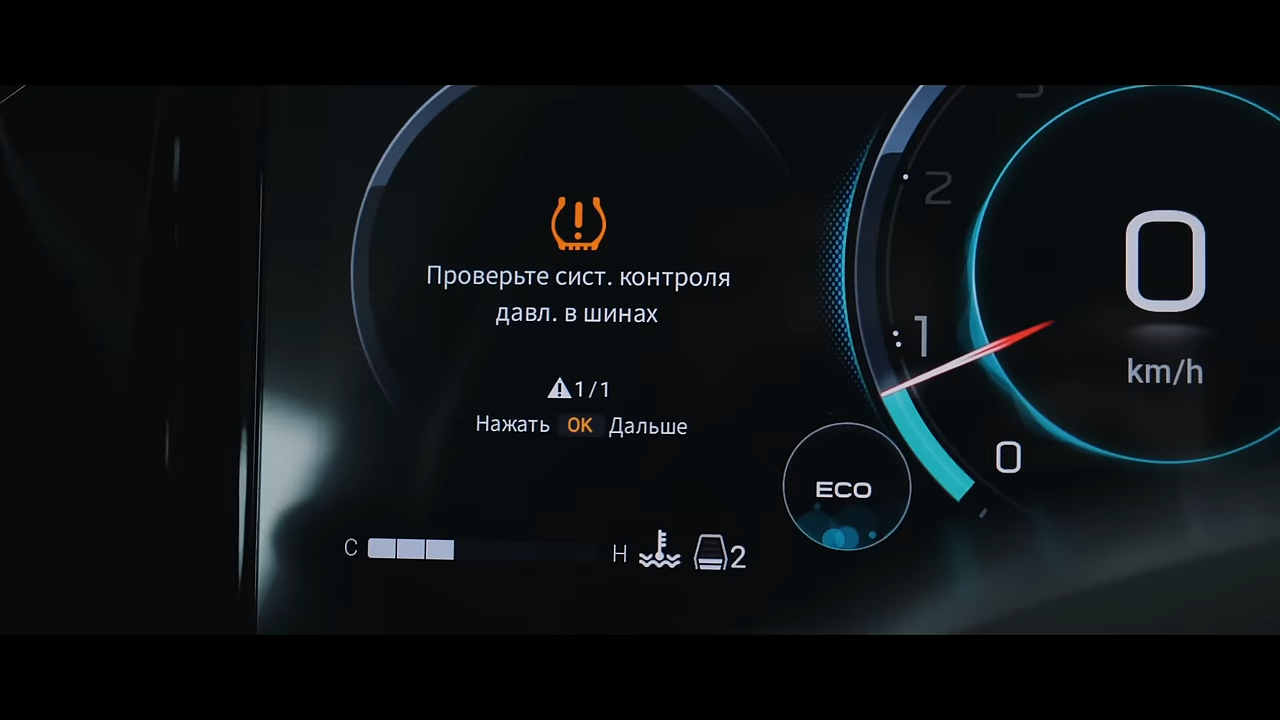 Проверьте сист. контроля
давл. в шинах
1/1
Нажать OK Дальше
C
H
2
ECO
2
1
0
0
km/h